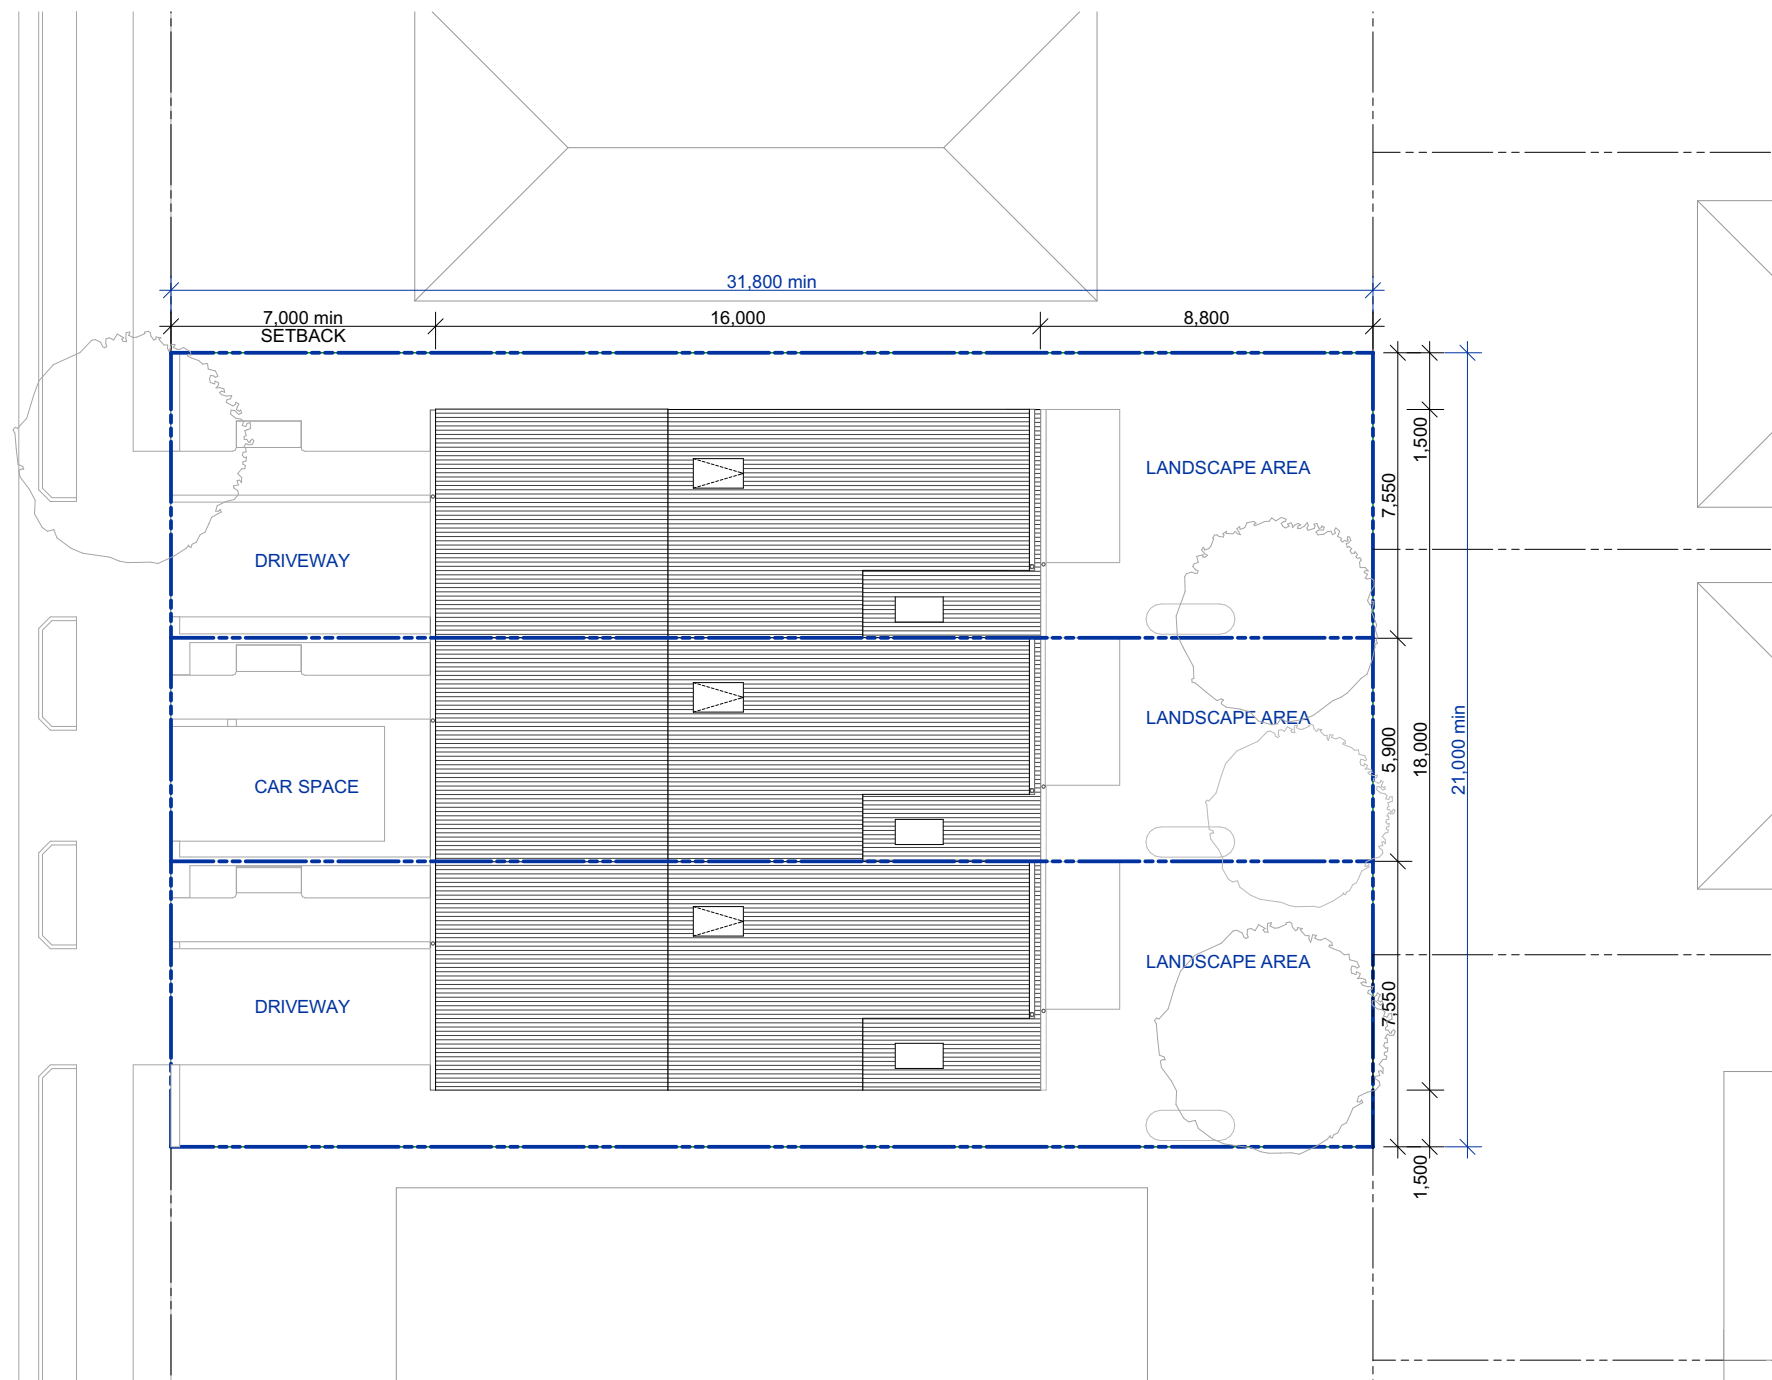 31,800 min
7,000 min
SETBACK
16,000
8,800
1,500
LANDSCAPE AREA
7,550
DRIVEWAY
LANDSCAPE AREA
5,900
18,000
21,000 min
CAR SPACE
LANDSCAPE AREA
7,550
DRIVEWAY
1,500